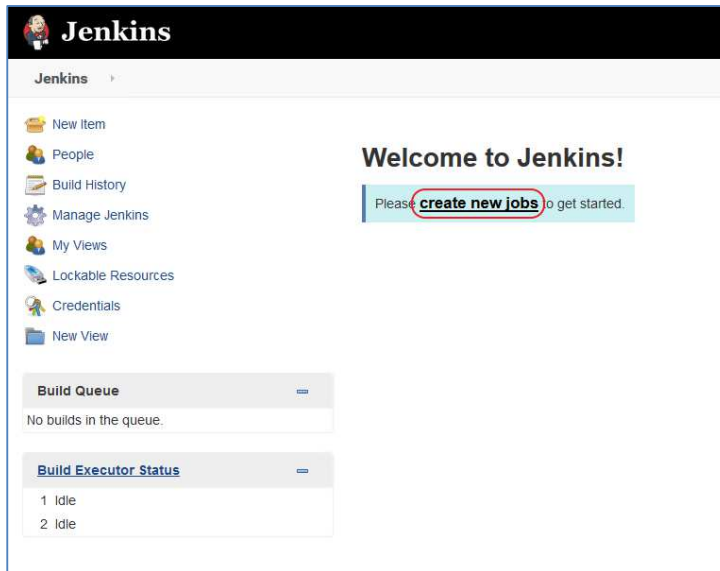 Jenkins
Jenkins
New Item
People
Build History
Manage Jenkins
My Views
Lockable Resources
Credentials
New View
Build Queue
No builds in the queue.
Build Executor Status
1 Idle
2 Idle
Welcome to Jenkins!
Please create new jobs to get started.